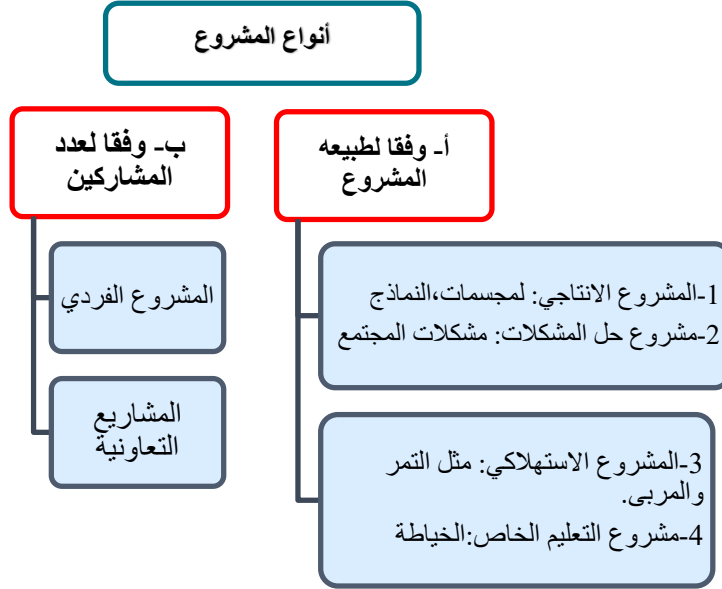 أنواع المشروع
أ- وفقا لطبيعه
المشروع
1-المشروع الانتاجي: لمجسمات،النماذج
2-مشروع حل المشكلات: مشكلات المجتمع
3-المشروع الاستهلاكي: مثل التمر
والمربى.
4-مشروع التعليم الخاص:الخياطة
ب- وفقا لعدد
المشاركين
المشروع الفردي
المشاريع
التعاونية